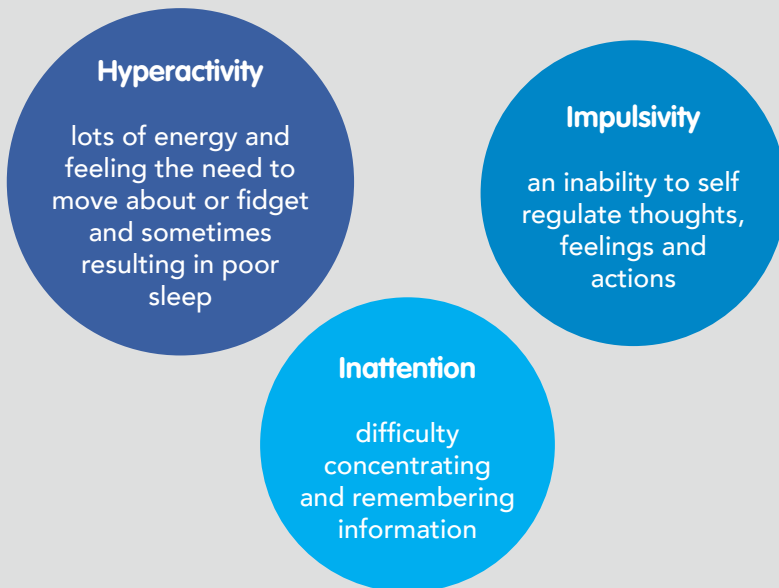 Hyperactivity
lots of energy and
feeling the need to
move about or fidget
and sometimes
resulting in poor
sleep
Impulsivity
an inability to self
regulate thoughts,
feelings and
actions
Inattention
difficulty
concentrating
and remembering
information